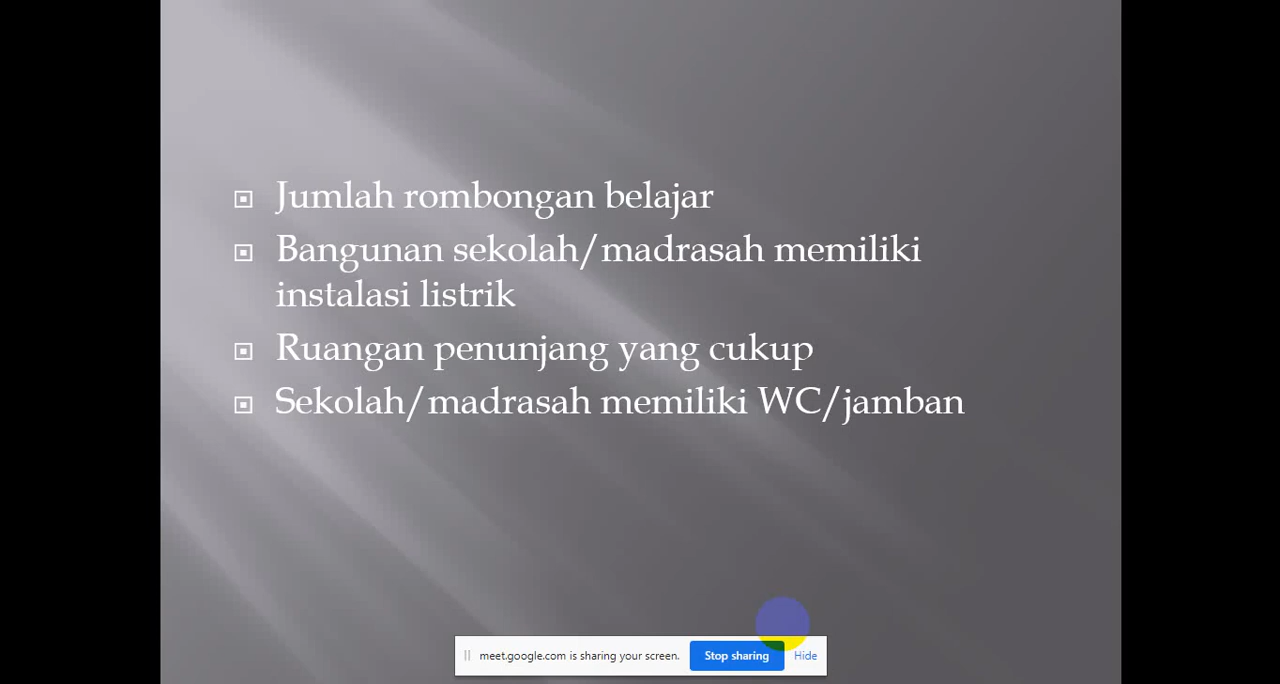 Jumlah rombongan belajar
Bangunan sekolah/madrasah memiliki
instalasi listrik
Ruangan penunjang yang cukup
Sekolah/madrasah memiliki WC/jamban
meet.google.com is sharing your screen. Stop sharing Hide